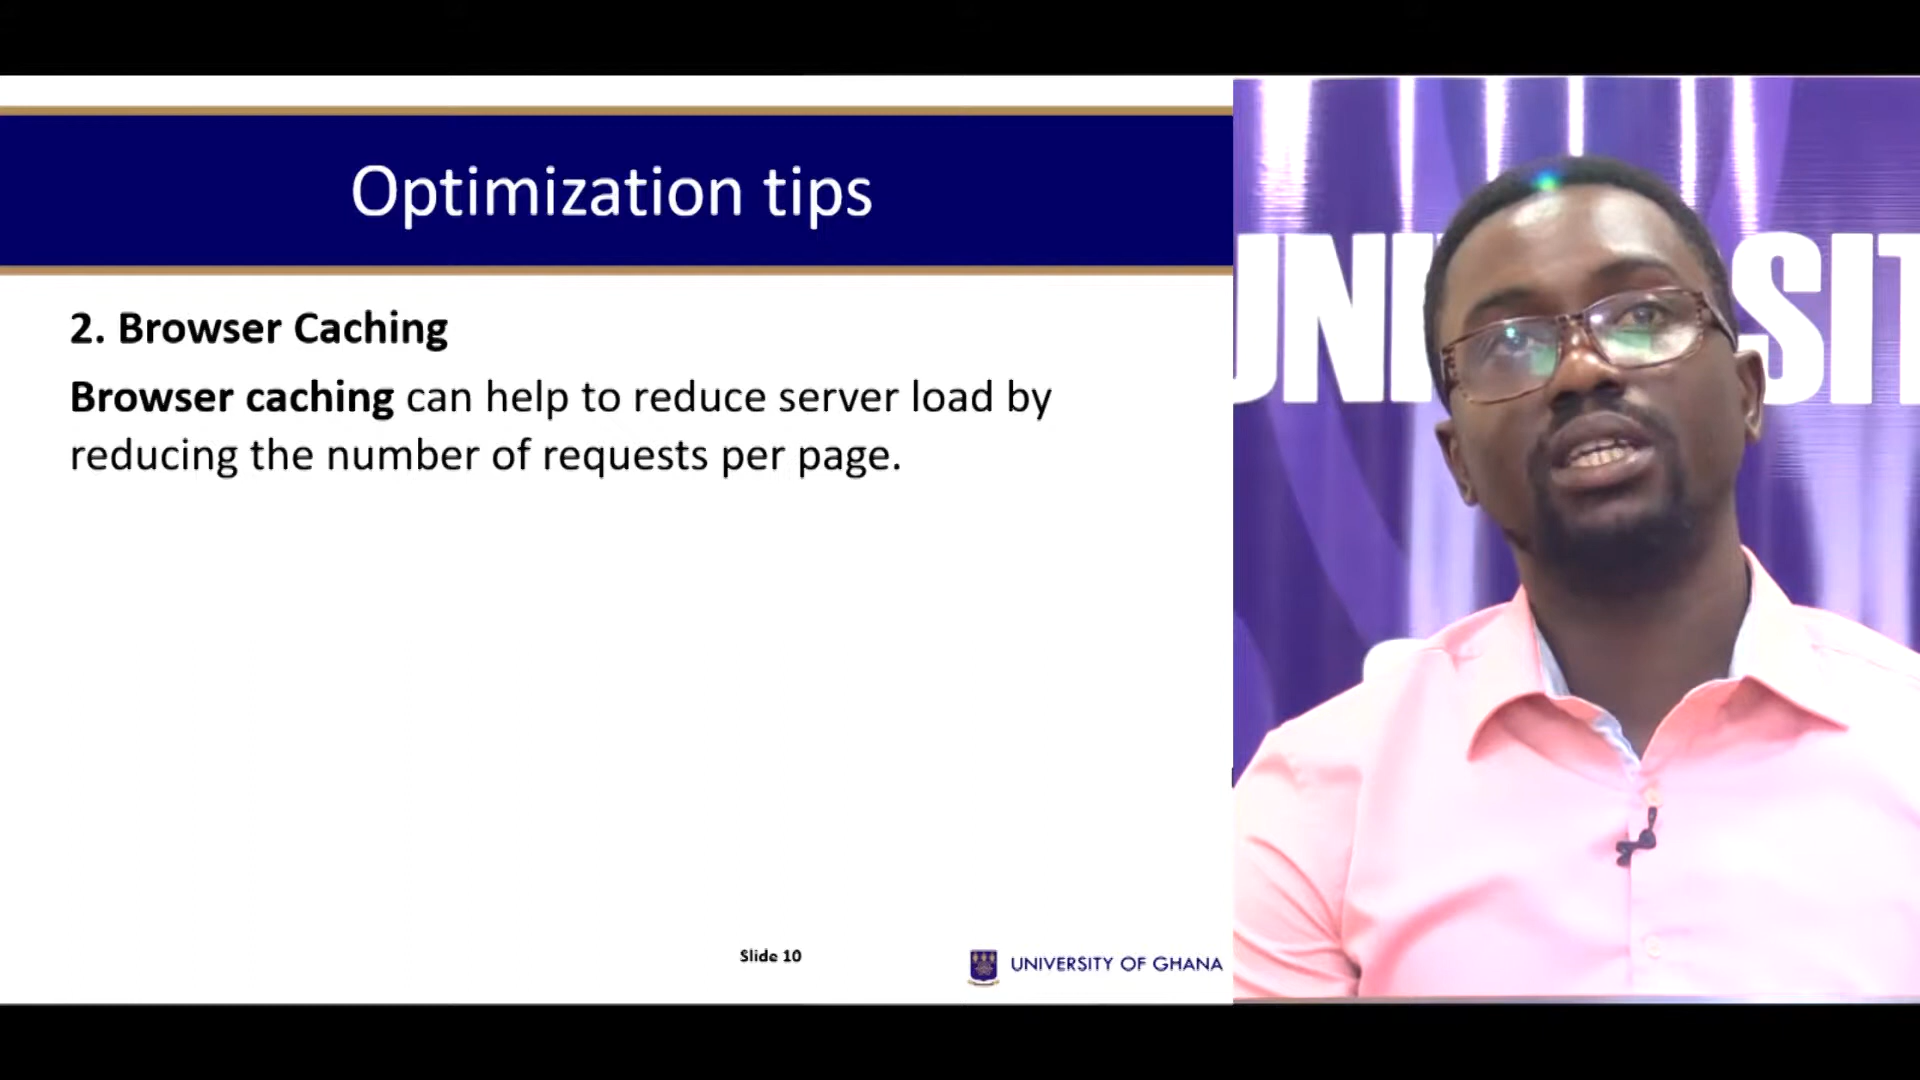 Optimization tips
2. Browser Caching
Browser caching can help to reduce server load by
reducing the number of requests per page.
Slide 10
UNIVERSITY OF GHANA